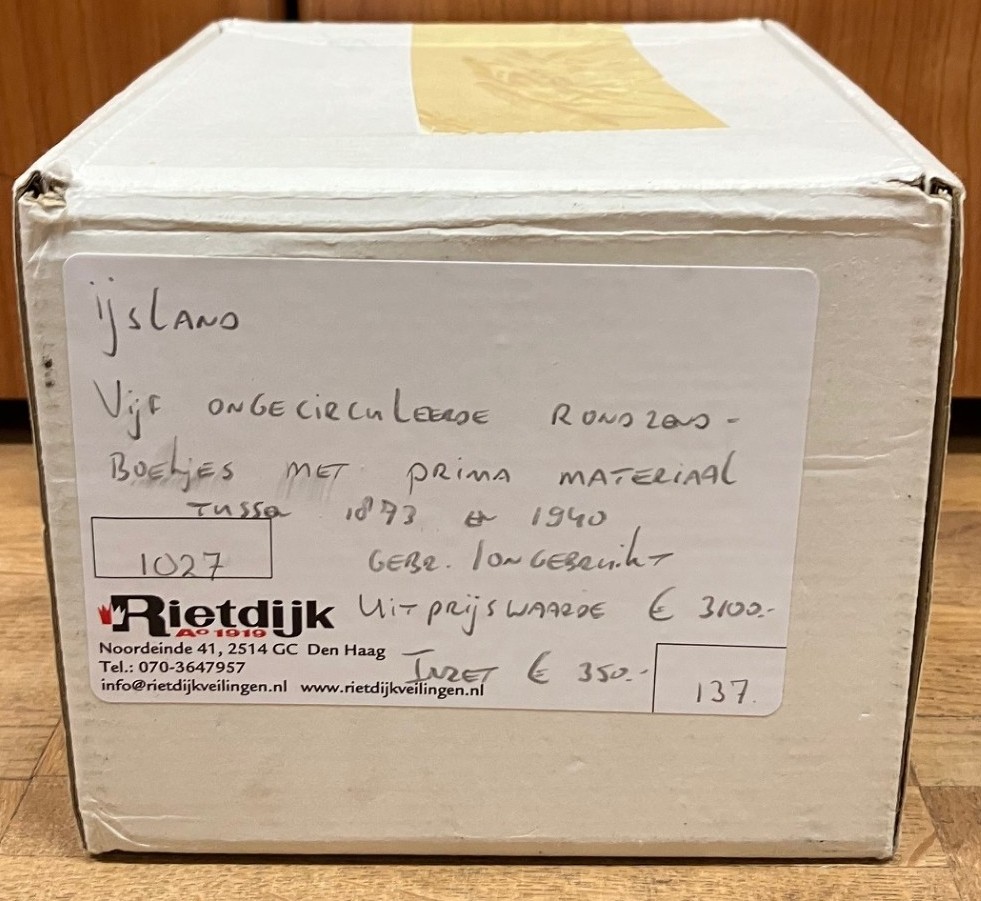 ijsland
Vijf ongecirculeerde rondzend-
boekjes met prima materiaal
tussen 1873 en 1940
1027
gebr./ongebruikt
Rietdijk
Aº 1919
uitprijswaarde € 3100.-
Noordeinde 41, 2514 GC Den Haag
Tel.: 070-3647957
Inzet € 350.-
info@rietdijkveilingen.nl www.rietdijkveilingen.nl
137.